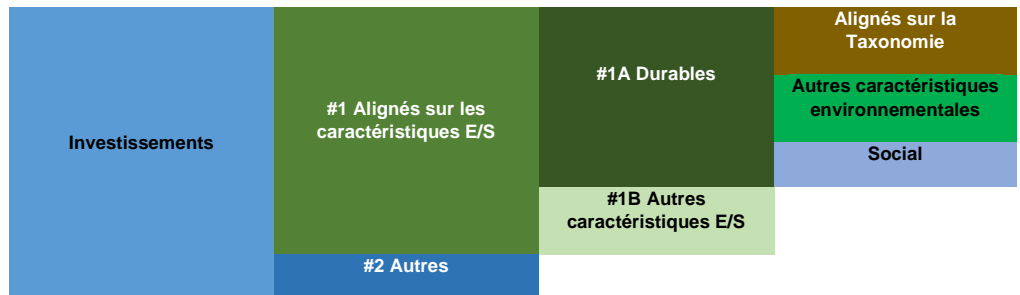 Investissements
#1 Alignés sur les
caractéristiques E/S
#2 Autres
#1A Durables
#1B Autres
caractéristiques E/S
Alignés sur la
Taxonomie
Autres caractéristiques
environnementales
Social